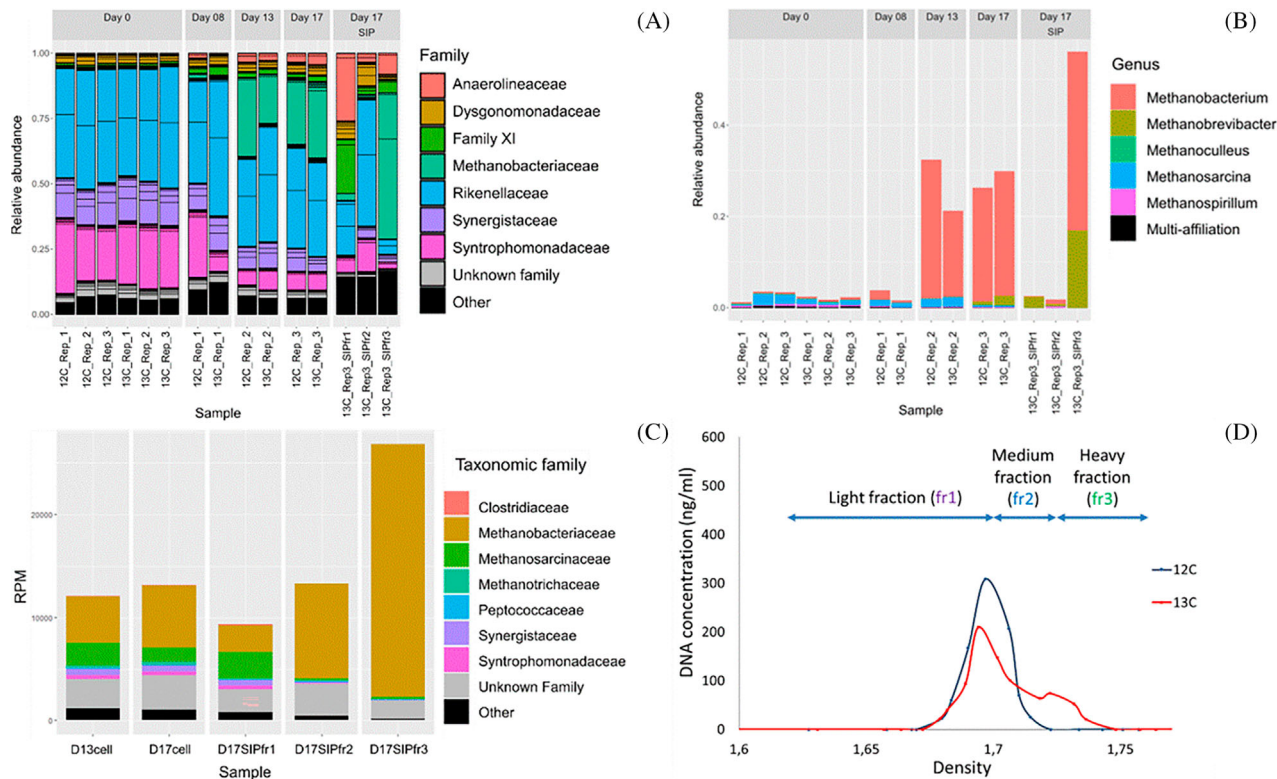 (A)
Day 0
Day 08
Day 13
Day 17
Day 17
SIP
Relative abundance
1.00
0.75
0.50
0.25
0.00
12C_Rep_1
12C_Rep_2
12C_Rep_3
13C_Rep_1
13C_Rep_2
13C_Rep_3
12C_Rep_1
13C_Rep_1
12C_Rep_2
13C_Rep_2
12C_Rep_3
13C_Rep_3
13C_Rep3_SIPfr1
13C_Rep3_SIPfr2
13C_Rep3_SIPfr3
Sample
Family
Anaerolineaceae
Dysgonomonadaceae
Family XI
Methanobacteriaceae
Rikenellaceae
Synergistaceae
Syntrophomonadaceae
Unknown family
Other
(B)
Day 0
Day 08
Day 13
Day 17
Day 17
SIP
Relative abundance
0.4
0.2
0.0
12C_Rep_1
12C_Rep_2
12C_Rep_3
13C_Rep_1
13C_Rep_2
13C_Rep_3
12C_Rep_1
13C_Rep_1
12C_Rep_2
13C_Rep_2
12C_Rep_3
13C_Rep_3
13C_Rep3_SIPfr1
13C_Rep3_SIPfr2
13C_Rep3_SIPfr3
Sample
Genus
Methanobacterium
Methanobrevibacter
Methanoculleus
Methanosarcina
Methanospirillum
Multi-affiliation
(C)
RPM
20000
10000
0
D13cell
D17cell
D17SIPfr1
D17SIPfr2
D17SIPfr3
Sample
Taxonomic family
Clostridiaceae
Methanobacteriaceae
Methanosarcinaceae
Methanotrichaceae
Peptococcaceae
Synergistaceae
Syntrophomonadaceae
Unknown Family
Other
(D)
DNA concentration (ng/ml)
600
500
400
300
200
100
0
Light fraction (fr1)
Medium
fraction
(fr2)
Heavy
fraction
(fr3)
12C
13C
1,6
1,65
1,7
1,75
Density